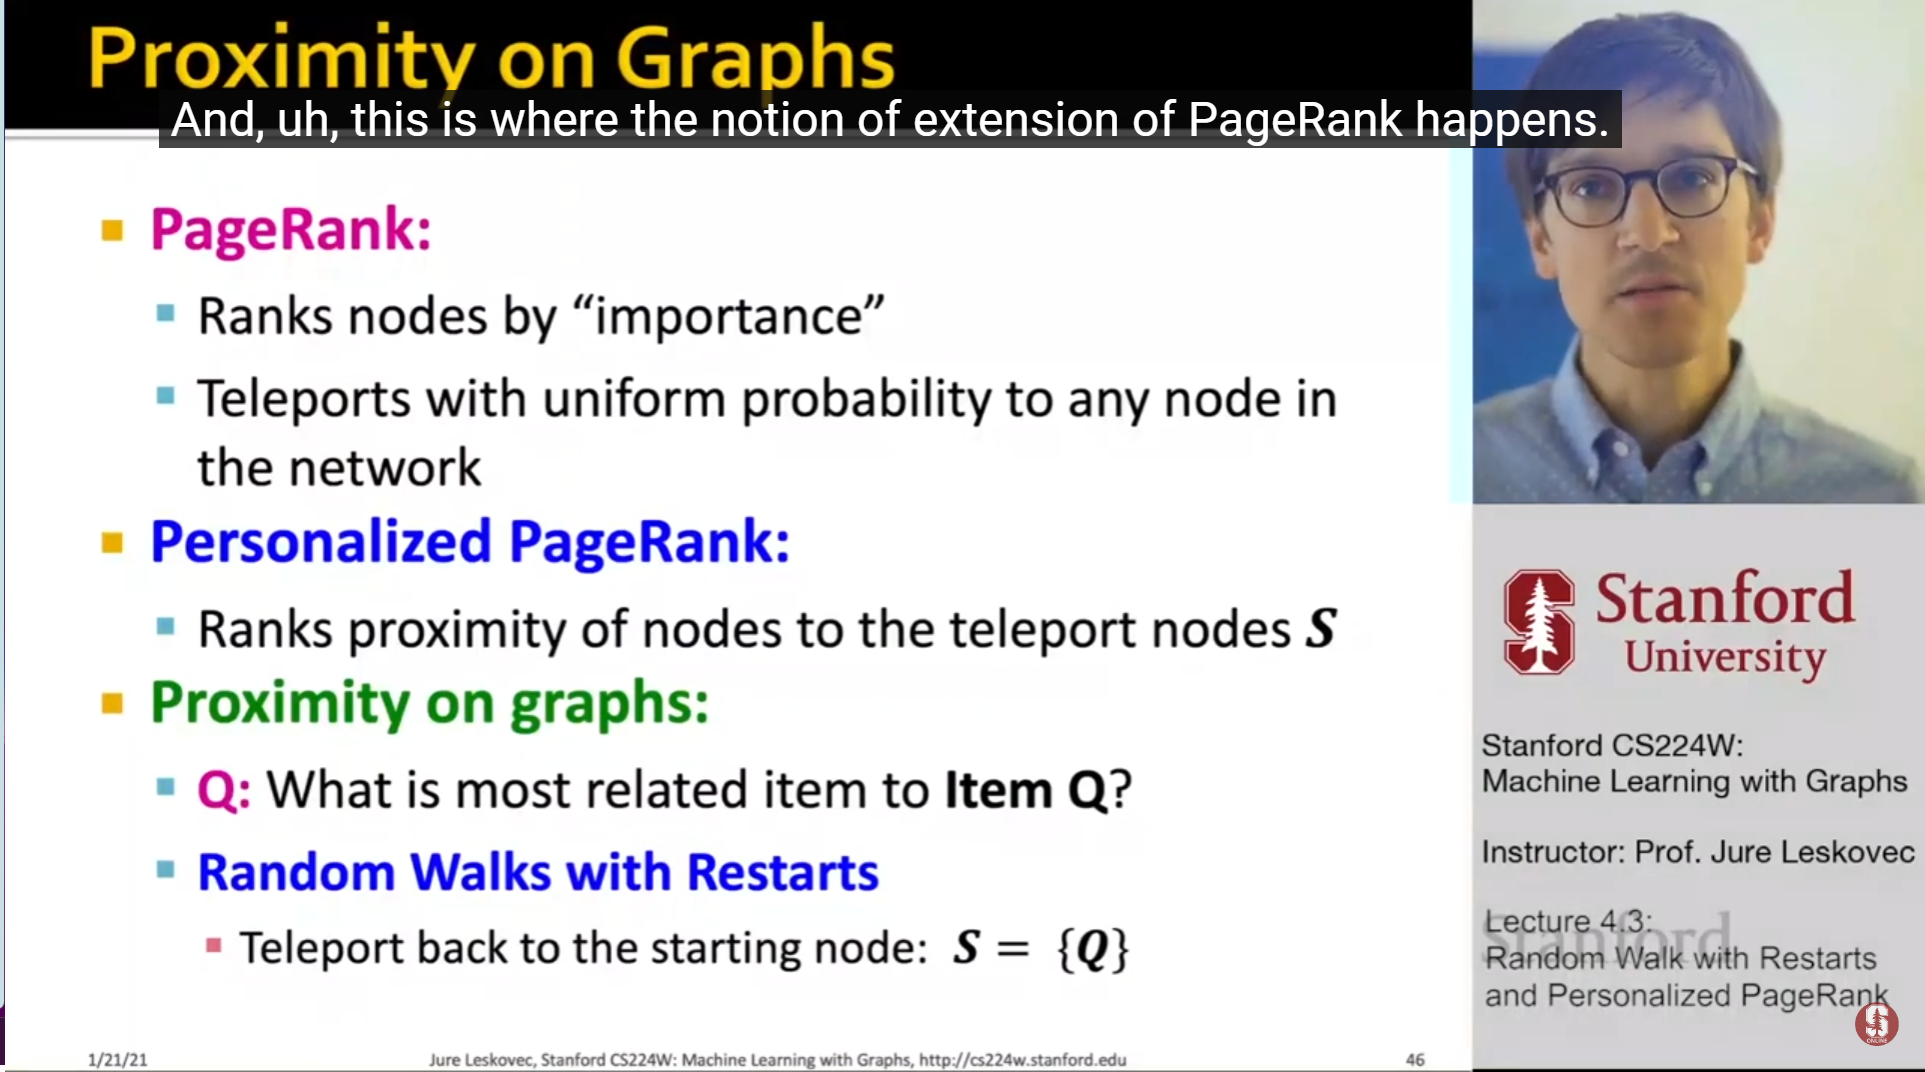 Proximity on Graphs
And, uh, this is where the notion of extension of PageRank happens.
PageRank:
Ranks nodes by “importance”
Teleports with uniform probability to any node in
the network
Personalized PageRank:
Ranks proximity of nodes to the teleport nodes S
Proximity on graphs:
Q: What is most related item to Item Q?
Random Walks with Restarts
Teleport back to the starting node: S = {Q}
1/21/21
Jure Leskovec, Stanford CS224W: Machine Learning with Graphs, http://cs224w.stanford.edu
46
Stanford
University
Stanford CS224W:
Machine Learning with Graphs
Instructor: Prof. Jure Leskovec
Lecture 4.3:
Stanford
Random Walk with Restarts
and Personalized PageRank
S
ONLINE